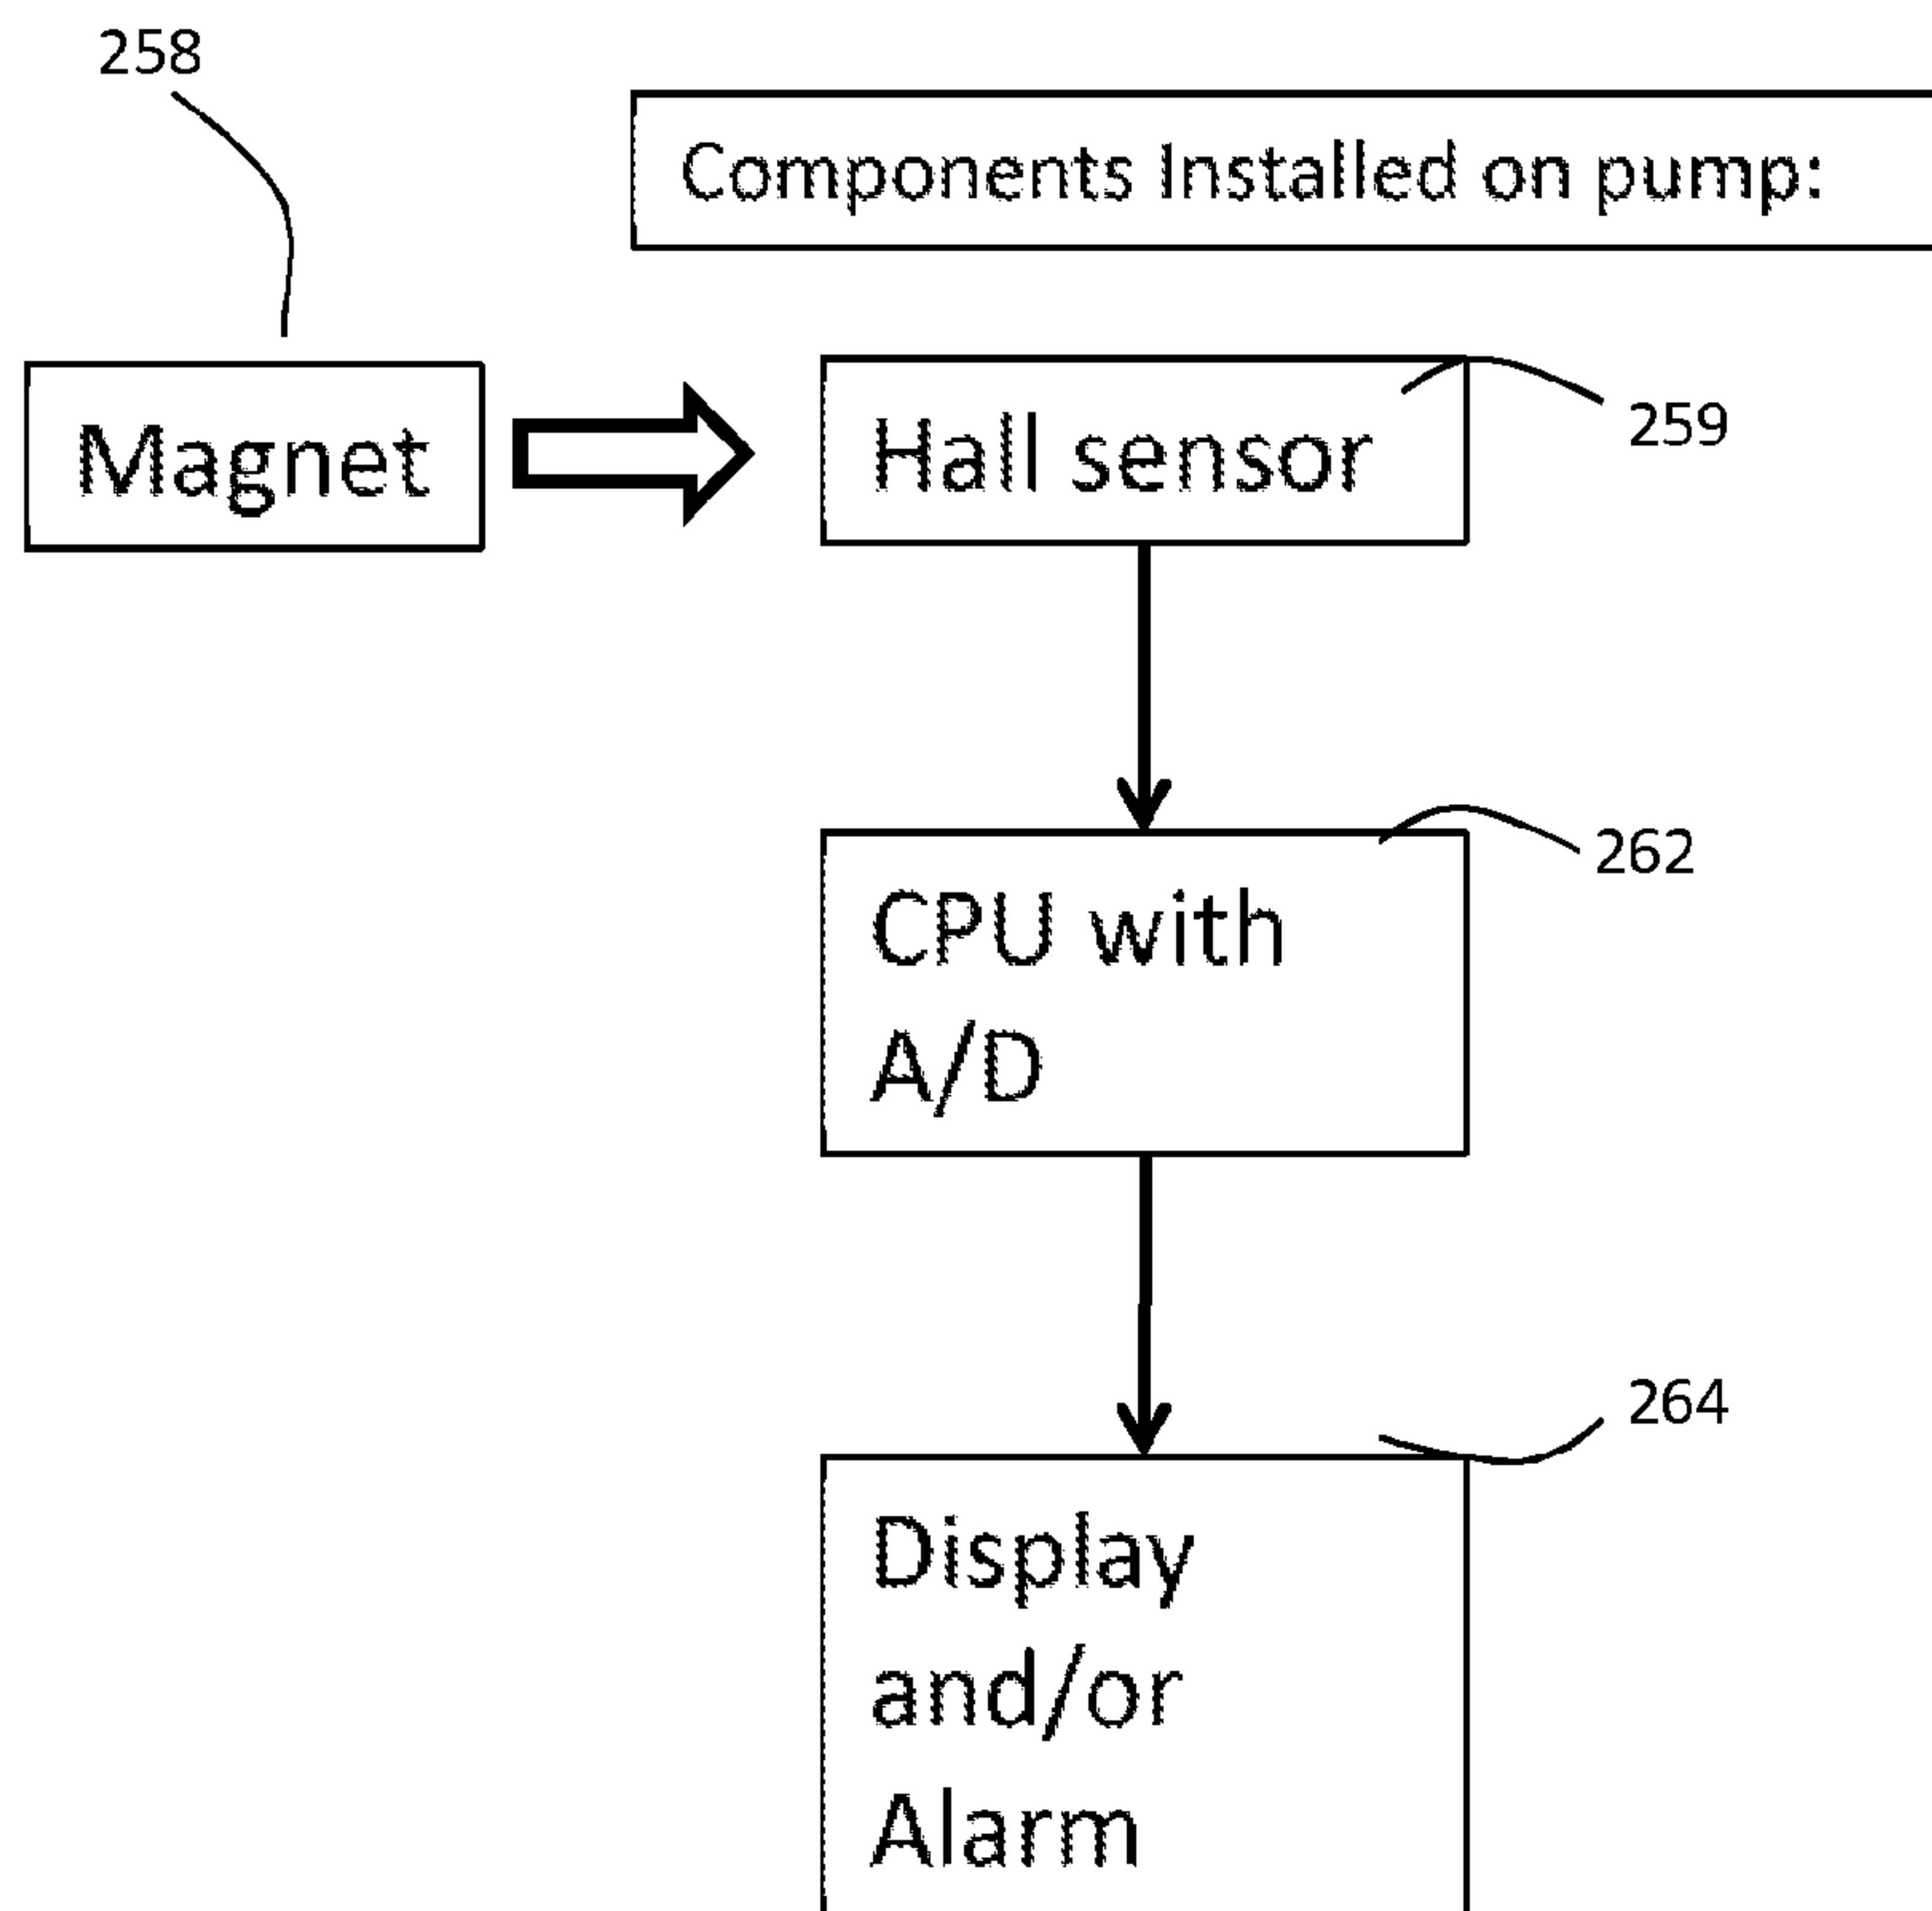 258
Components Installed on pump:
Magnet
Hall sensor
259
262
CPU with
A/D
264
Display
and/or
Alarm